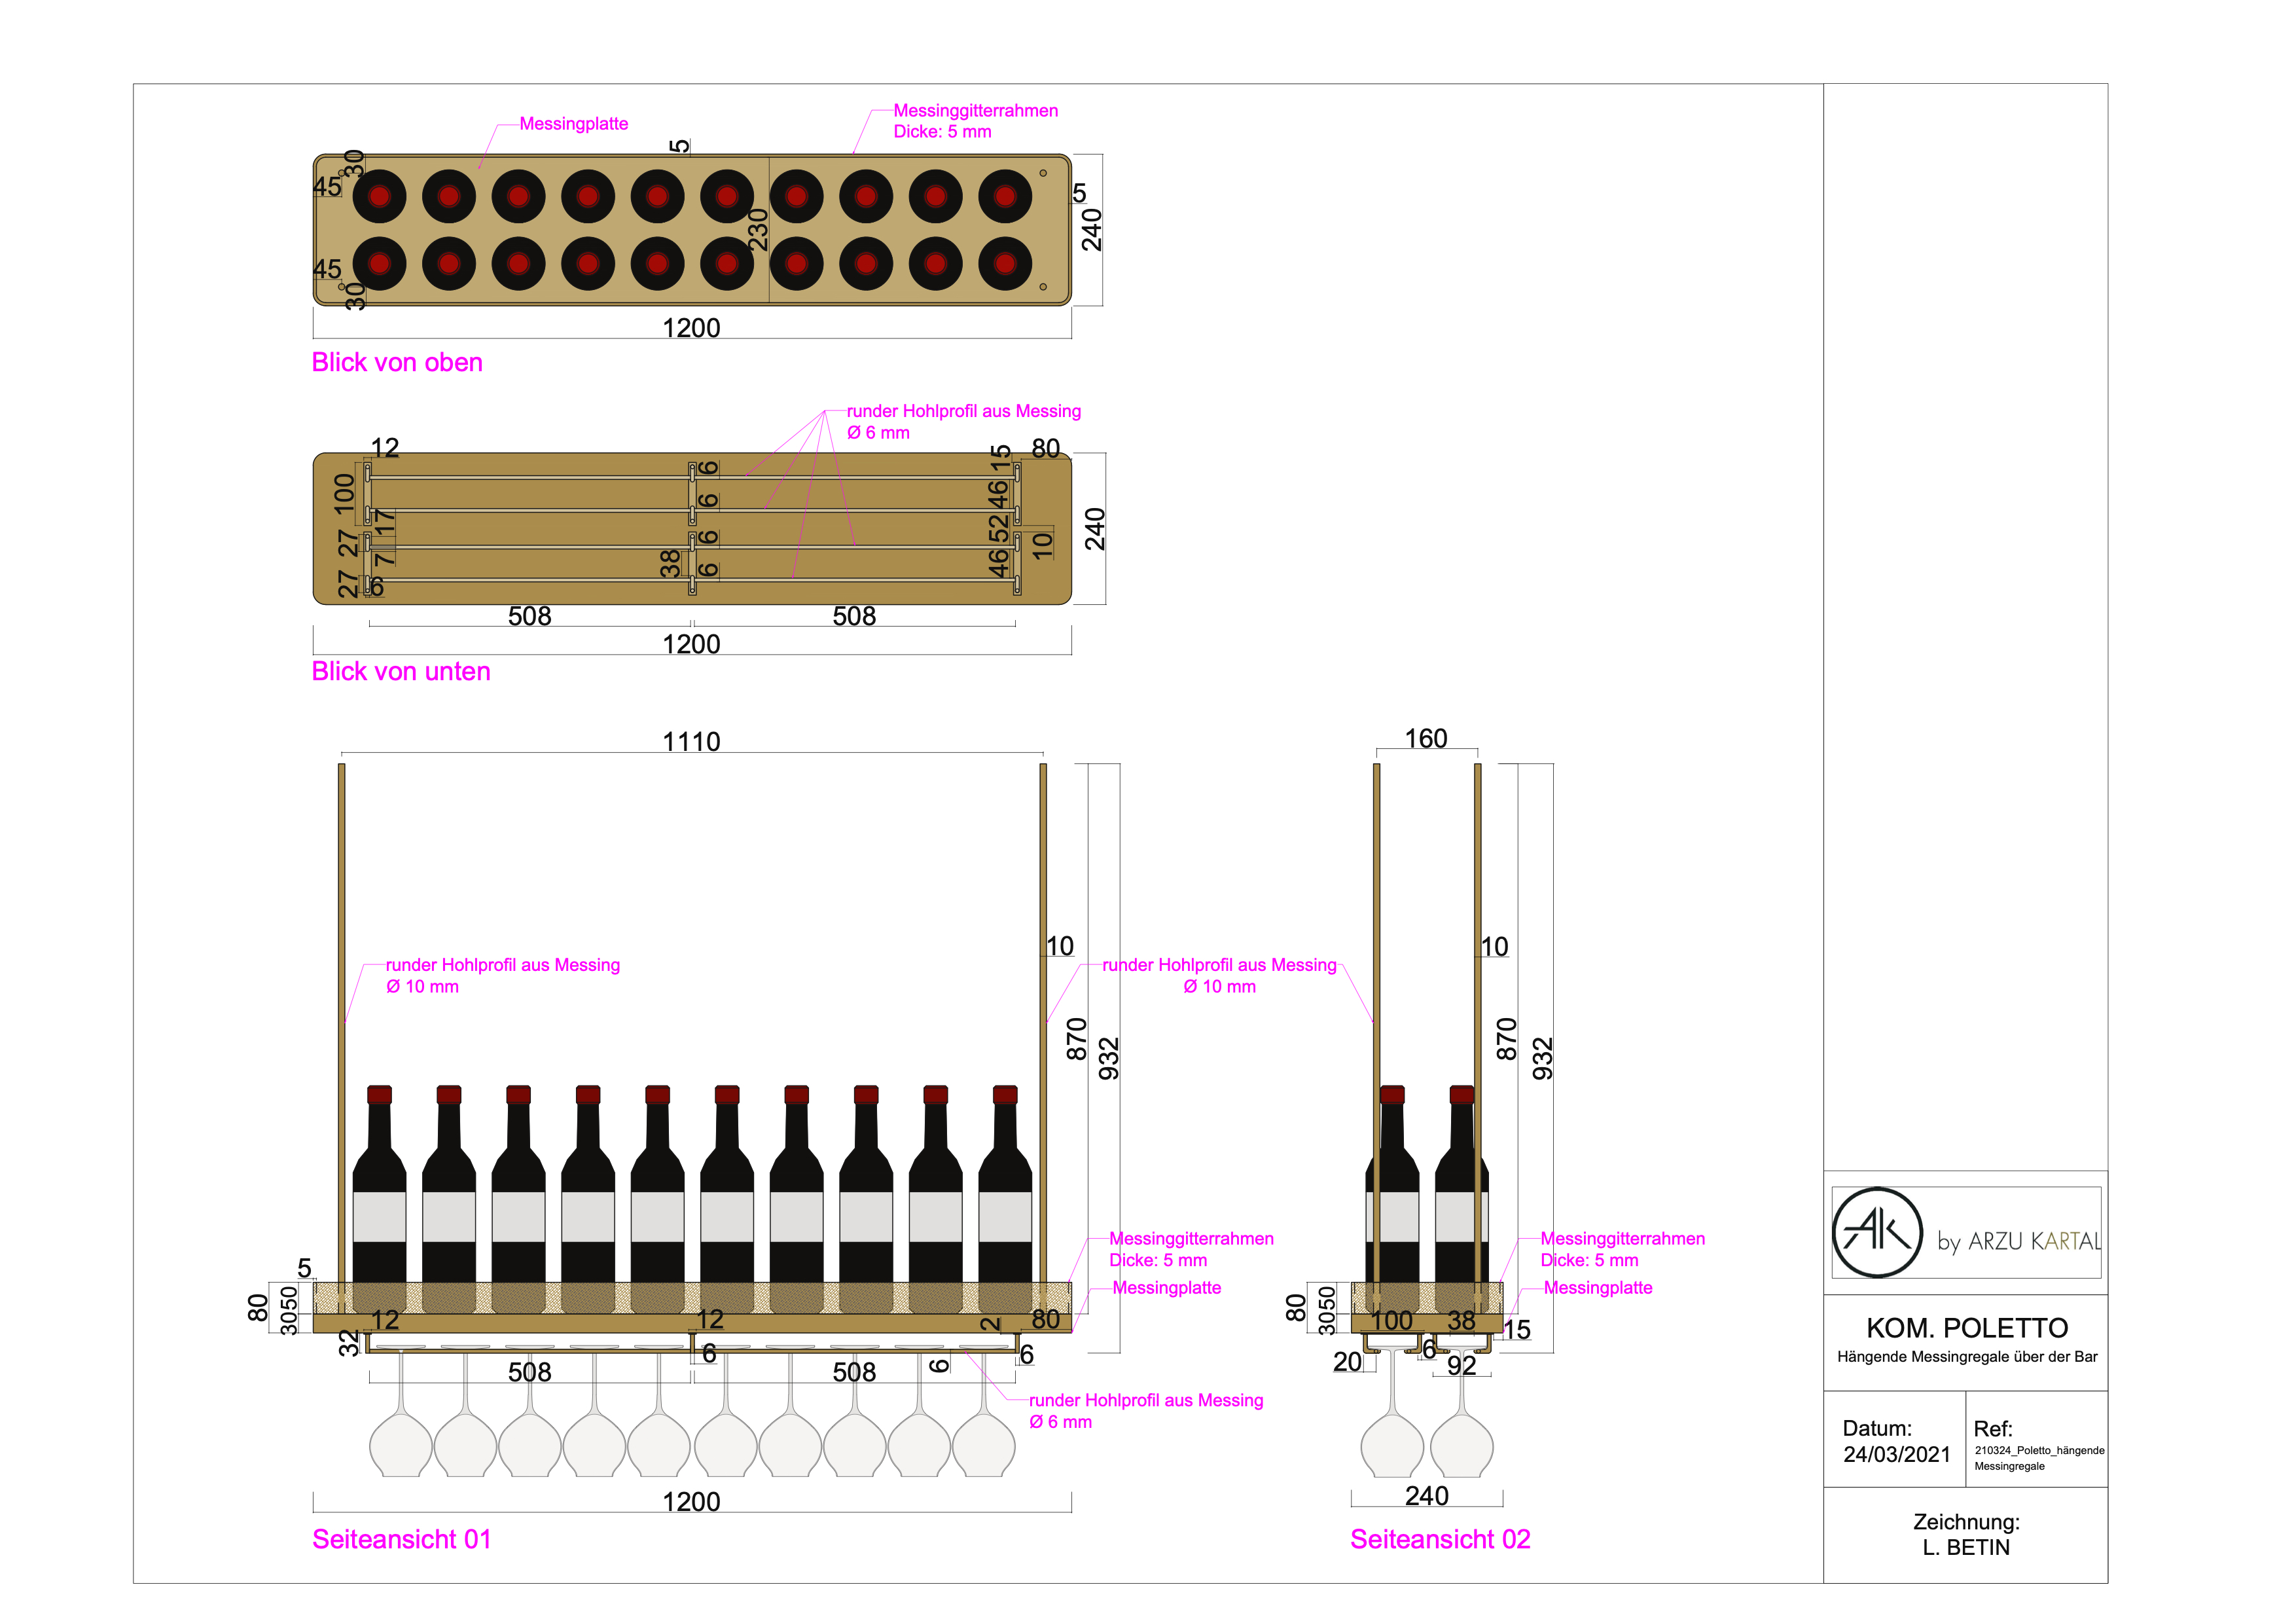 Messingplatte
Messinggitterrahmen
Dicke: 5 mm
5
30
45
5
230
240
45
30
1200
Blick von oben
runder Hohlprofil aus Messing
Ø 6 mm
12
6
15
80
100
6
46
17
52
240
27
6
10
7
38
46
27
6
6
508
508
1200
Blick von unten
1110
160
10
10
runder Hohlprofil aus Messing
Ø 10 mm
runder Hohlprofil aus Messing
Ø 10 mm
870
932
870
932
Messinggitterrahmen
Dicke: 5 mm
Messingplatte
Messinggitterrahmen
Dicke: 5 mm
Messingplatte
5
80
50
30
12
12
2
80
32
6
6
6
508
508
80
50
30
100
38
15
20
6
92
runder Hohlprofil aus Messing
Ø 6 mm
1200
240
Seiteansicht 01
Seiteansicht 02
AK
by ARZU KARTAL
KOM. POLETTO
Hängende Messingregale über der Bar
Datum:
24/03/2021
Ref:
210324_Poletto_hängende
Messingregale
Zeichnung:
L. BETIN